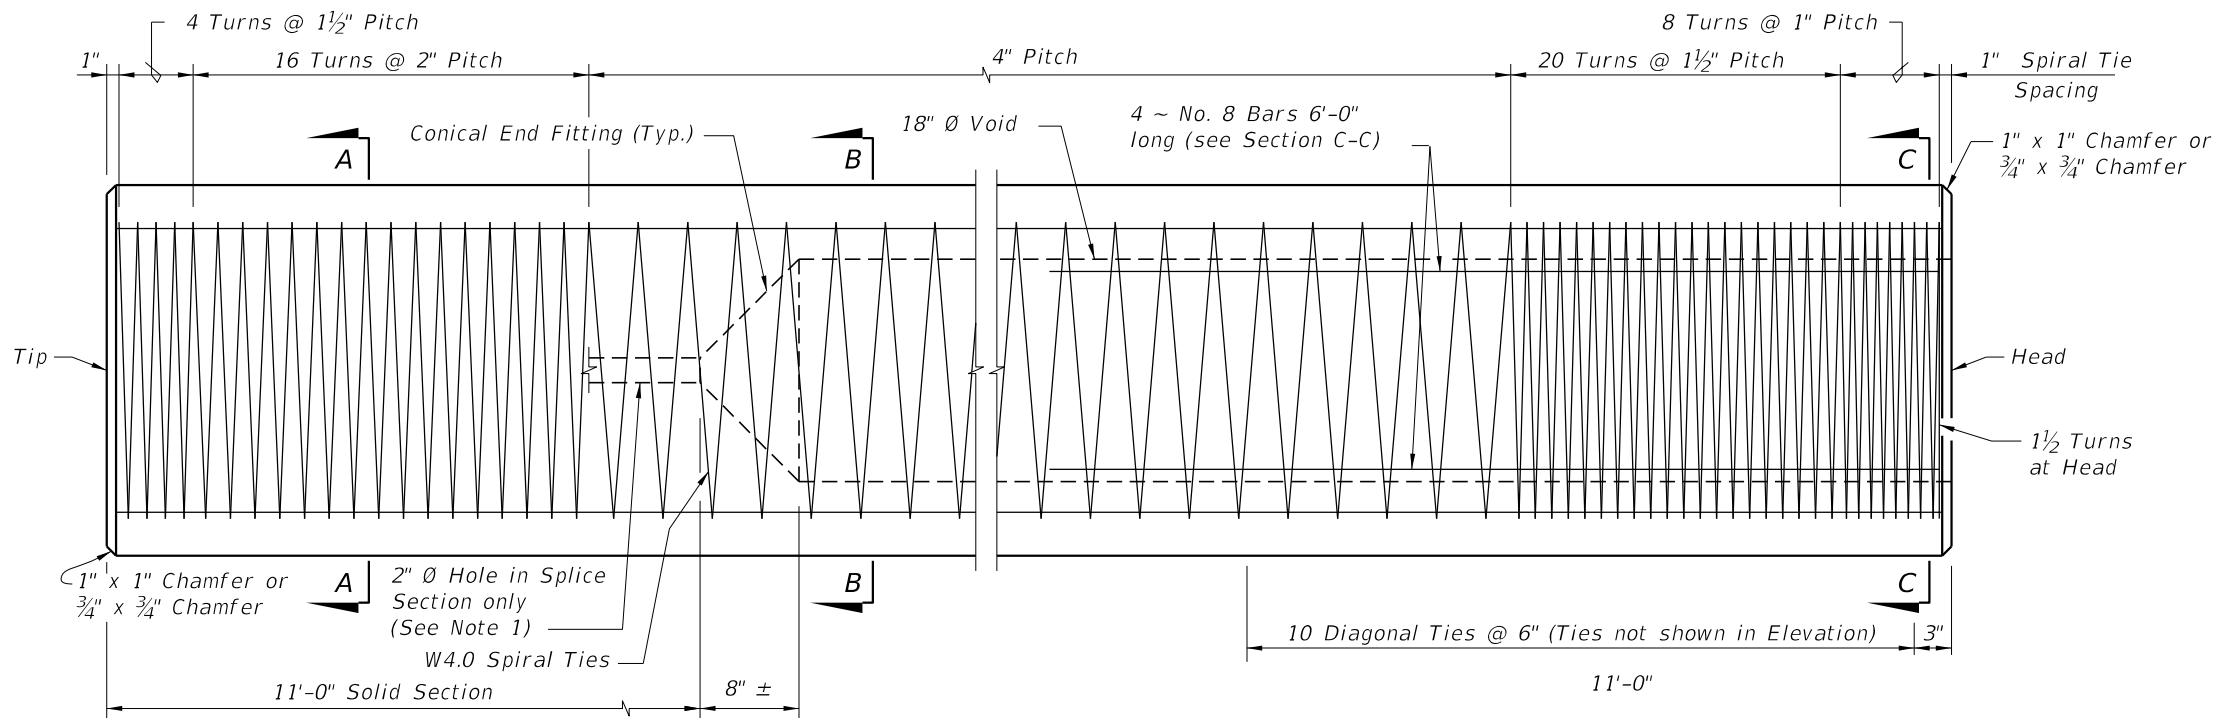 4 Turns @ 1½" Pitch
8 Turns @ 1" Pitch
1"
16 Turns @ 2" Pitch
4" Pitch
20 Turns @ 1½" Pitch
1" Spiral Tie
Spacing
Conical End Fitting (Typ.)
18" Ø Void
4 ~ No. 8 Bars 6'-0"
long (see Section C-C)
1" x 1" Chamfer or
¾" x ¾" Chamfer
A
B
C
Tip
Head
1½ Turns
at Head
1" x 1" Chamfer or
¾" x ¾" Chamfer
A
2" Ø Hole in Splice
Section only
(See Note 1)
B
C
W4.0 Spiral Ties
10 Diagonal Ties @ 6" (Ties not shown in Elevation)
3"
11'-0" Solid Section
8" ±
11'-0"